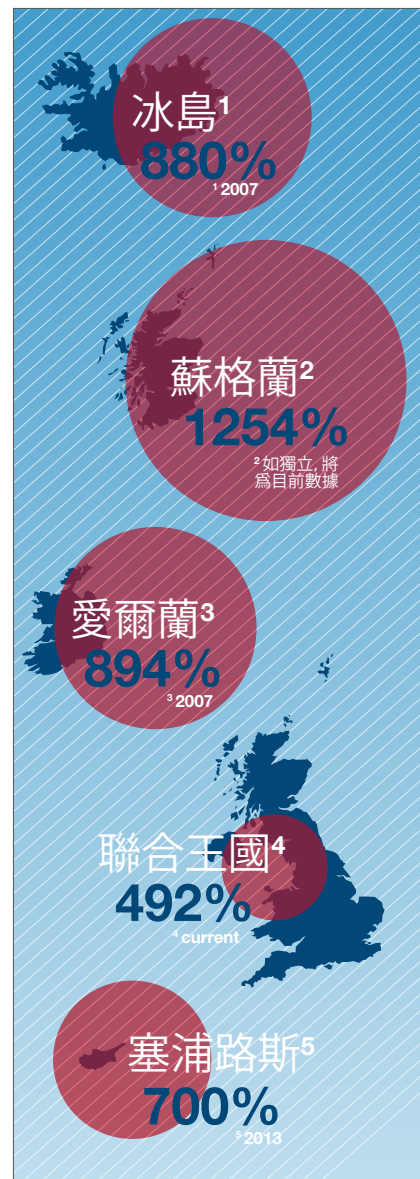 冰島¹
880%
¹ 2007
蘇格蘭²
1254%
² 如獨立, 將
爲目前數據
愛爾蘭³
894%
³ 2007
聯合王國⁴
492%
⁴ current
塞浦路斯⁵
700%
⁵ 2013